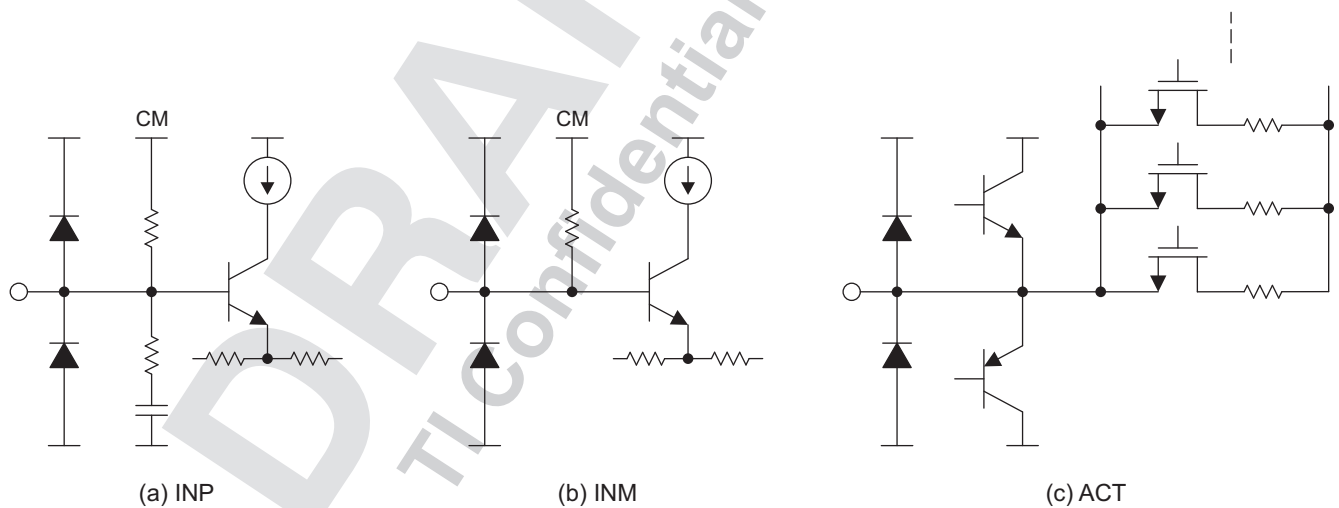 DRAFT
TI Confidential
CM
CM
(a) INP
(b) INM
(c) ACT